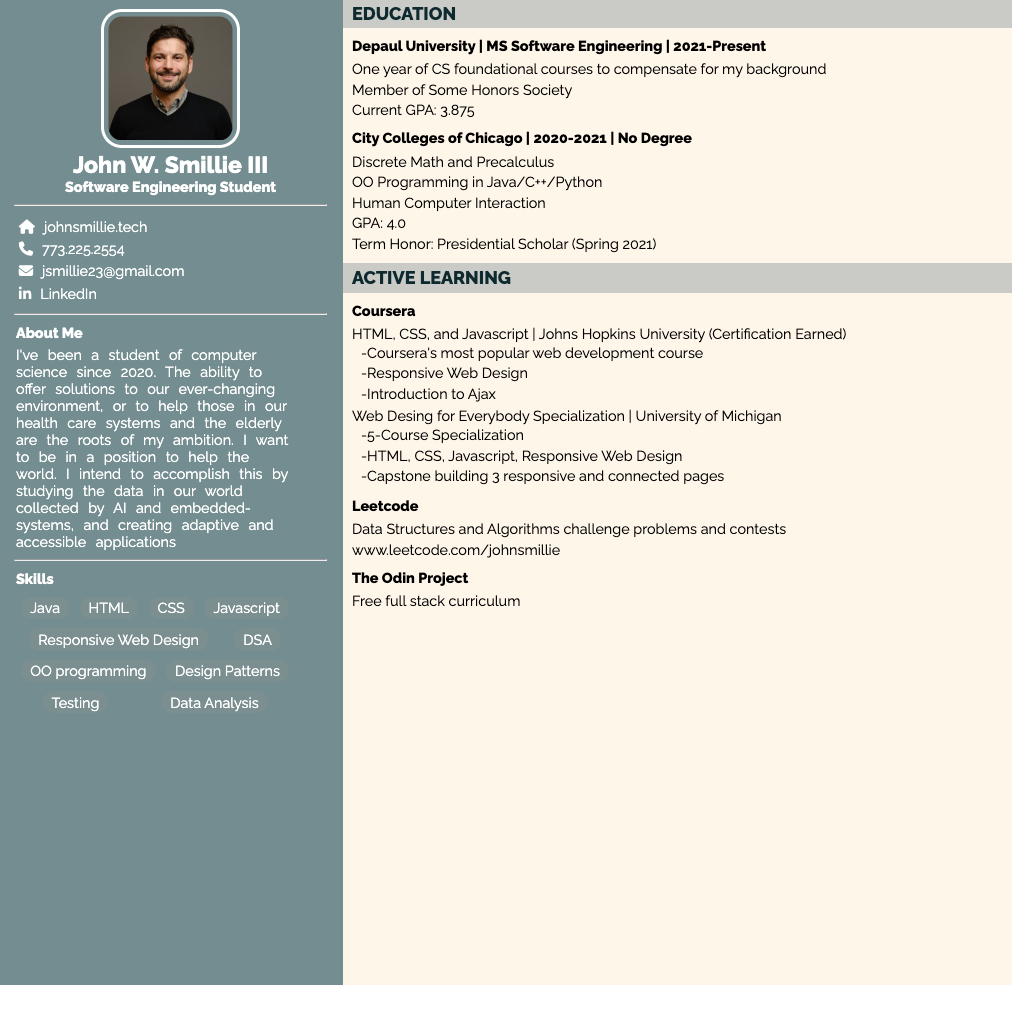 John W. Smillie III
Software Engineering Student
johnsmillie.tech
773.225.2554
jsmillie23@gmail.com
LinkedIn
About Me
I've been a student of computer
science since 2020. The ability to
offer solutions to our ever-changing
environment, or to help those in our
health care systems and the elderly
are the roots of my ambition. I want
to be in a position to help the
world. I intend to accomplish this by
studying the data in our world
collected by AI and embedded-
systems, and creating adaptive and
accessible applications
Skills
Java HTML CSS Javascript
Responsive Web Design DSA
OO programming Design Patterns
Testing Data Analysis
EDUCATION
Depaul University | MS Software Engineering | 2021-Present
One year of CS foundational courses to compensate for my background
Member of Some Honors Society
Current GPA: 3.875
City Colleges of Chicago | 2020-2021 | No Degree
Discrete Math and Precalculus
OO Programming in Java/C++/Python
Human Computer Interaction
GPA: 4.0
Term Honor: Presidential Scholar (Spring 2021)
ACTIVE LEARNING
Coursera
HTML, CSS, and Javascript | Johns Hopkins University (Certification Earned)
-Coursera's most popular web development course
-Responsive Web Design
-Introduction to Ajax
Web Desing for Everybody Specialization | University of Michigan
-5-Course Specialization
-HTML, CSS, Javascript, Responsive Web Design
-Capstone building 3 responsive and connected pages
Leetcode
Data Structures and Algorithms challenge problems and contests
www.leetcode.com/johnsmillie
The Odin Project
Free full stack curriculum